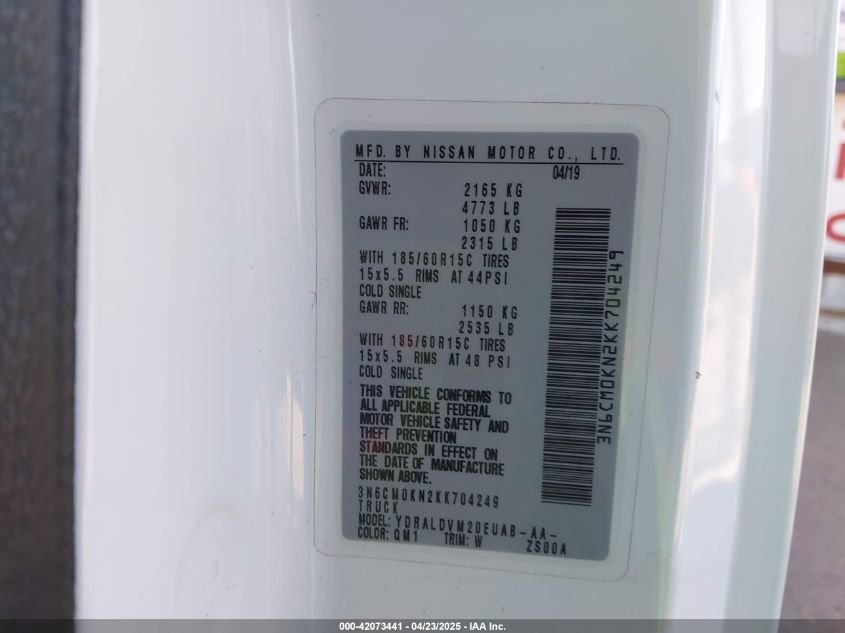 MFD. BY NISSAN MOTOR CO., LTD.
DATE: 04/19
GVWR: 2165 KG
4773 LB
GAWR FR: 1050 KG
2315 LB
WITH 185/60R15C TIRES
15x5.5 RIMS AT 44PSI
COLD SINGLE
GAWR RR: 1150 KG
2535 LB
WITH 185/60R15C TIRES
15x5.5 RIMS AT 48 PSI
COLD SINGLE
THIS VEHICLE CONFORMS TO
ALL APPLICABLE FEDERAL
MOTOR VEHICLE SAFETY AND
THEFT PREVENTION
STANDARDS IN EFFECT ON
THE DATE OF MANUFACTURE
SHOWN ABOVE.
3N6CM0KN2KK704249
TRUCK
MODEL: YDRALDVM20EUAB-AA-
COLOR: QM1 TRIM: W ZS00A
3N6CM0KN2KK704249
000-42073441 - 04/23/2025 - IAA Inc.